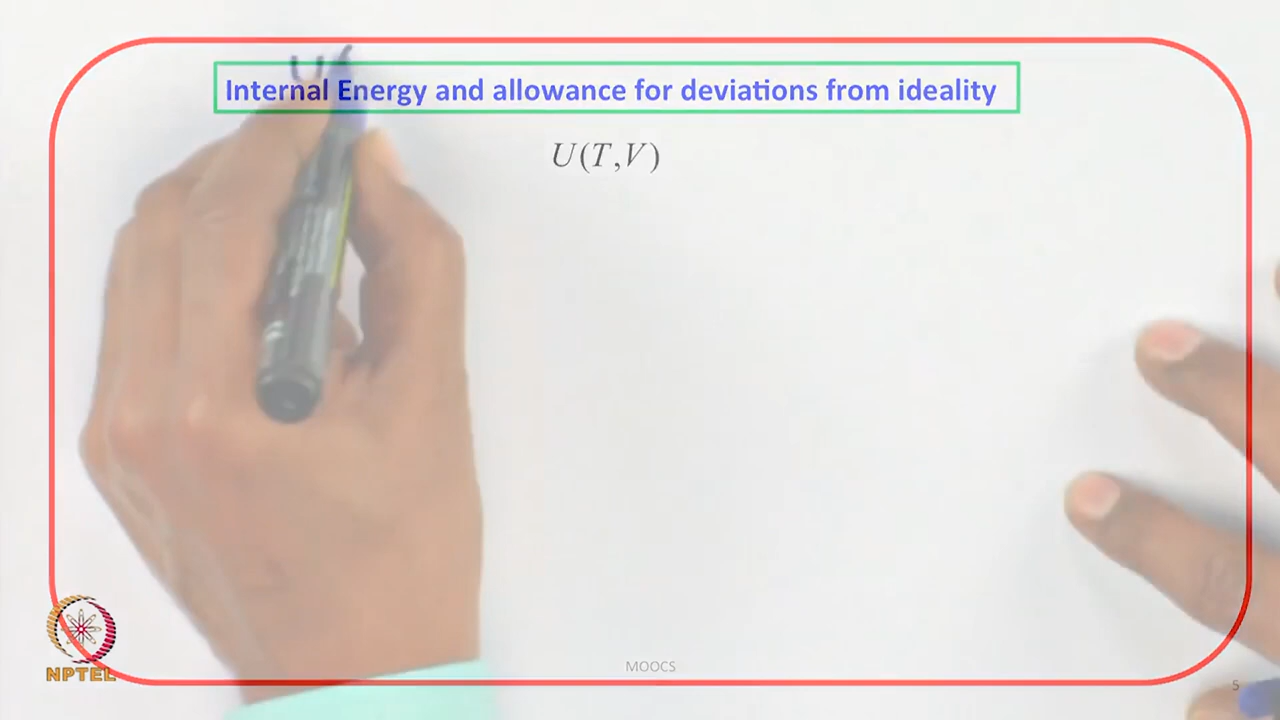 U
Internal Energy and allowance for deviations from ideality
U(T,V)
NPTEL
MOOCS
5